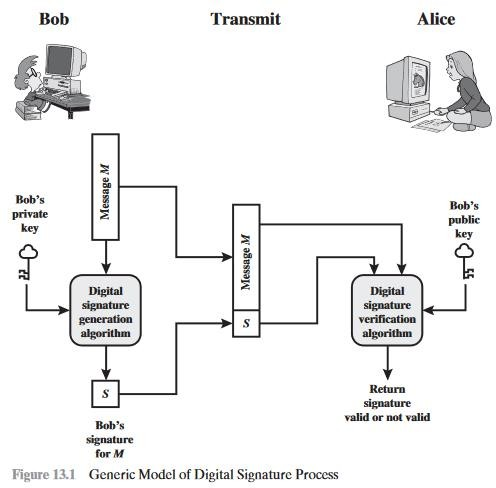 Bob
Transmit
Alice
Message M
Bob's
private
key
Digital
signature
generation
algorithm
S
Bob's
signature
for M
Message M
S
Bob's
public
key
Digital
signature
verification
algorithm
Return
signature
valid or not valid
Figure 13.1 Generic Model of Digital Signature Process